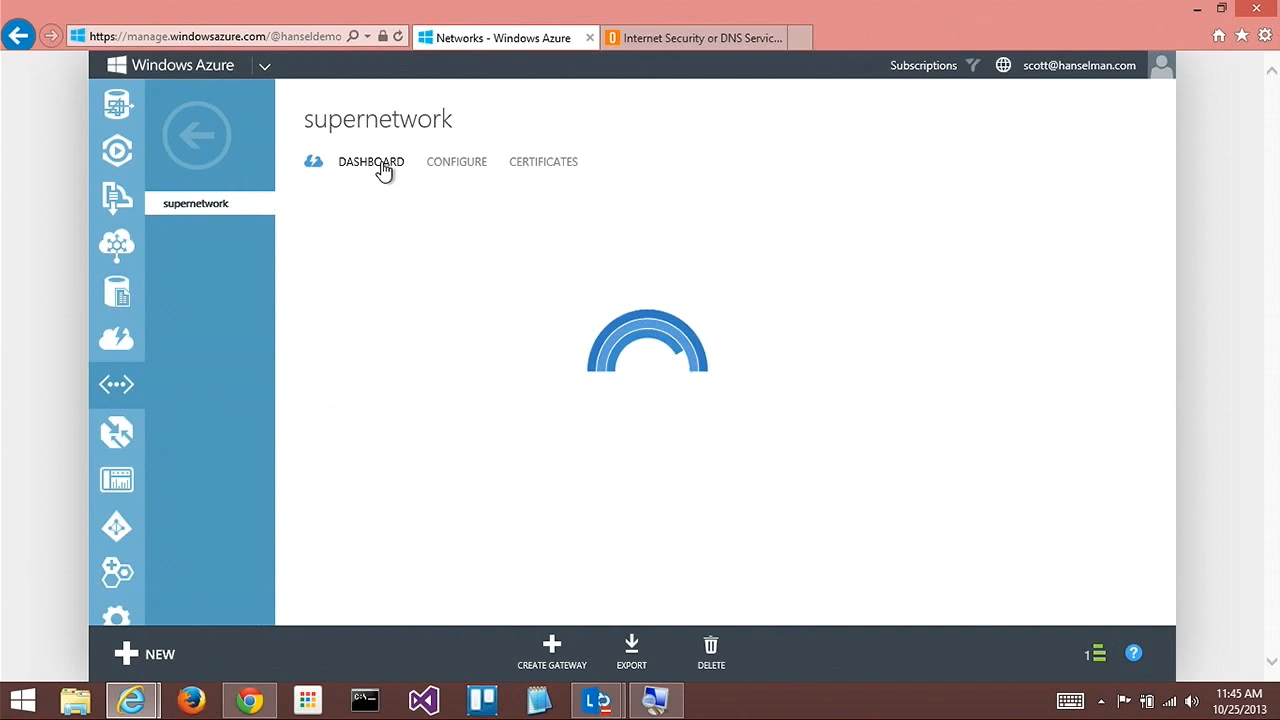 https://manage.windowsazure.com/@hanseldemo
Networks - Windows Azure
Internet Security or DNS Servic...
Windows Azure
Subscriptions
scott@hanselman.com
supernetwork
DASHBOARD
CONFIGURE
CERTIFICATES
supernetwork
NEW
CREATE GATEWAY
EXPORT
DELETE
1
?
C:\
11:45 AM
10/25/2013